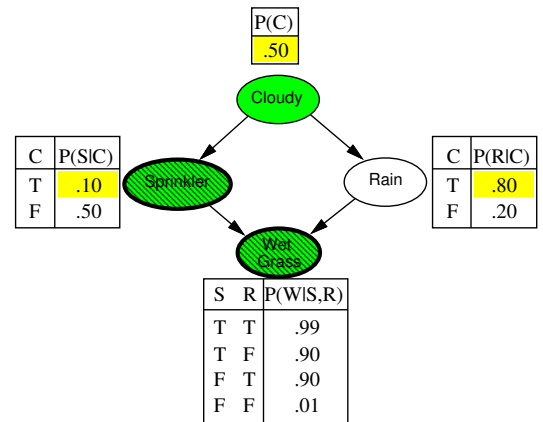 P(C)
.50
Cloudy
C P(S|C)
T .10
F .50
Sprinkler
Rain
C P(R|C)
T .80
F .20
Wet
Grass
S R P(W|S,R)
T T .99
T F .90
F T .90
F F .01